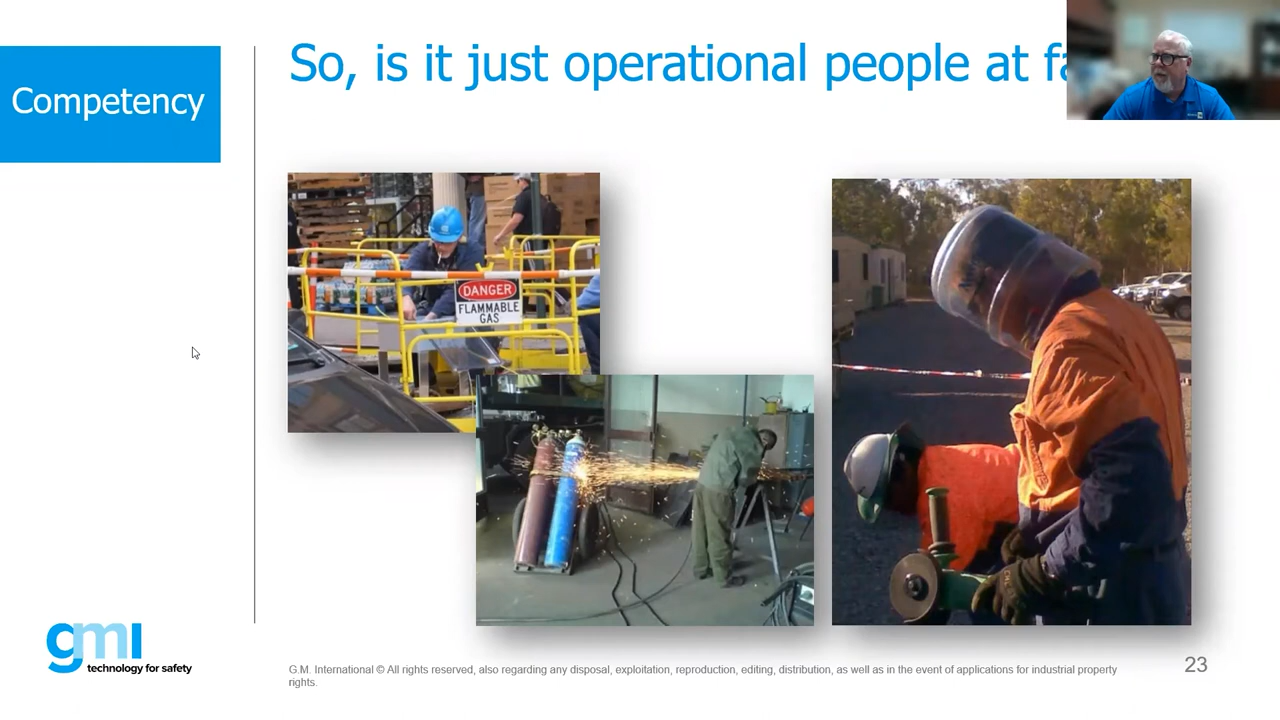 So, is it just operational people at fa
Competency
DANGER
FLAMMABLE
GAS
gmi
technology for safety
G.M. International © All rights reserved, also regarding any disposal, exploitation, reproduction, editing, distribution, as well as in the event of applications for industrial property
rights.
23